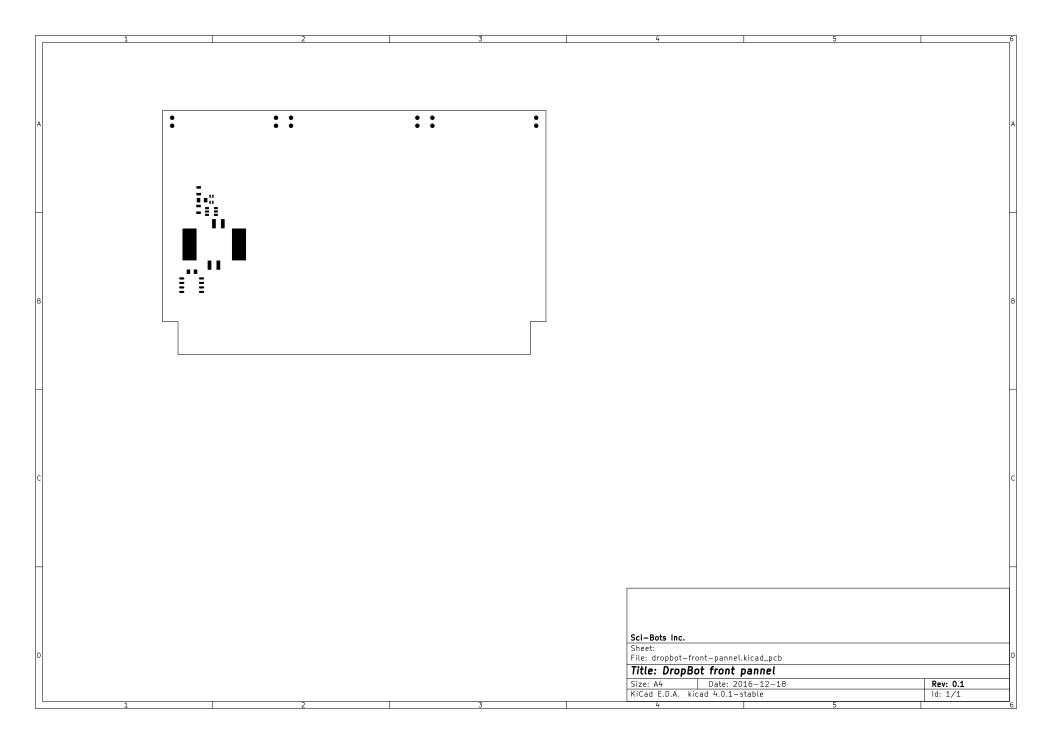 1 2 3 4 5 6
A A
B B
C C
Sci-Bots Inc.
Sheet:
File: dropbot-front-pannel.kicad_pcb
D D
Title: DropBot front pannel
Size: A4 Date: 2016-12-18 Rev: 0.1
KiCad E.D.A. kicad 4.0.1-stable Id: 1/1
1 2 3 4 5 6